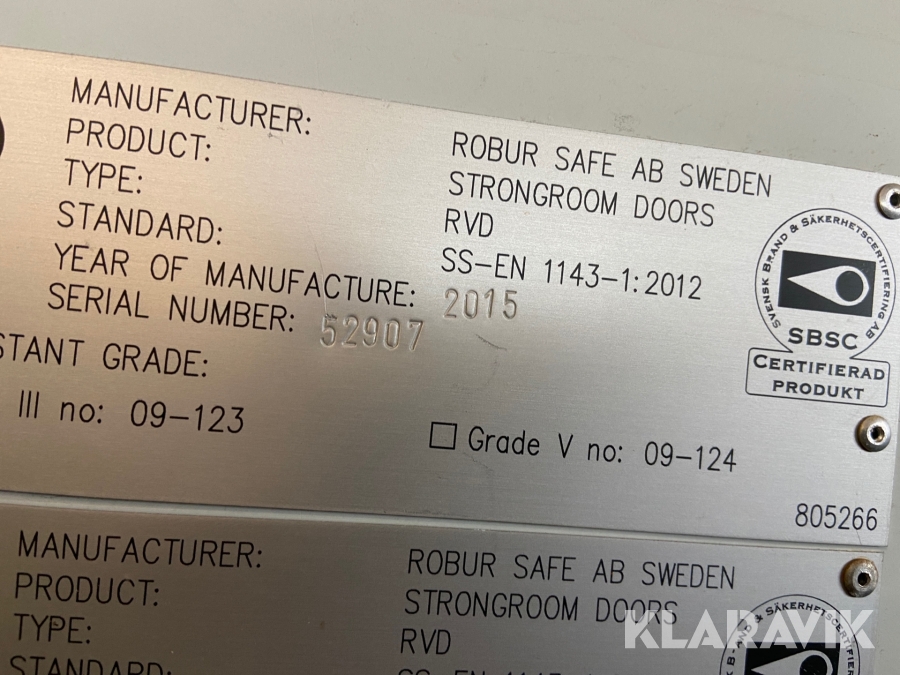 MANUFACTURER: ROBUR SAFE AB SWEDEN
PRODUCT: STRONGROOM DOORS
TYPE: RVD
STANDARD: SS-EN 1143-1:2012
YEAR OF MANUFACTURE: 2015
SERIAL NUMBER: 52907
STANT GRADE:
III no: 09-123
Grade V no: 09-124
SVENSK BRAND & SÄKERHETSCERTIFIERING AB
SBSC
CERTIFIERAD
PRODUKT
805266
MANUFACTURER: ROBUR SAFE AB SWEDEN
PRODUCT: STRONGROOM DOORS
TYPE: RVD
STANDARD:
KLARAVIK